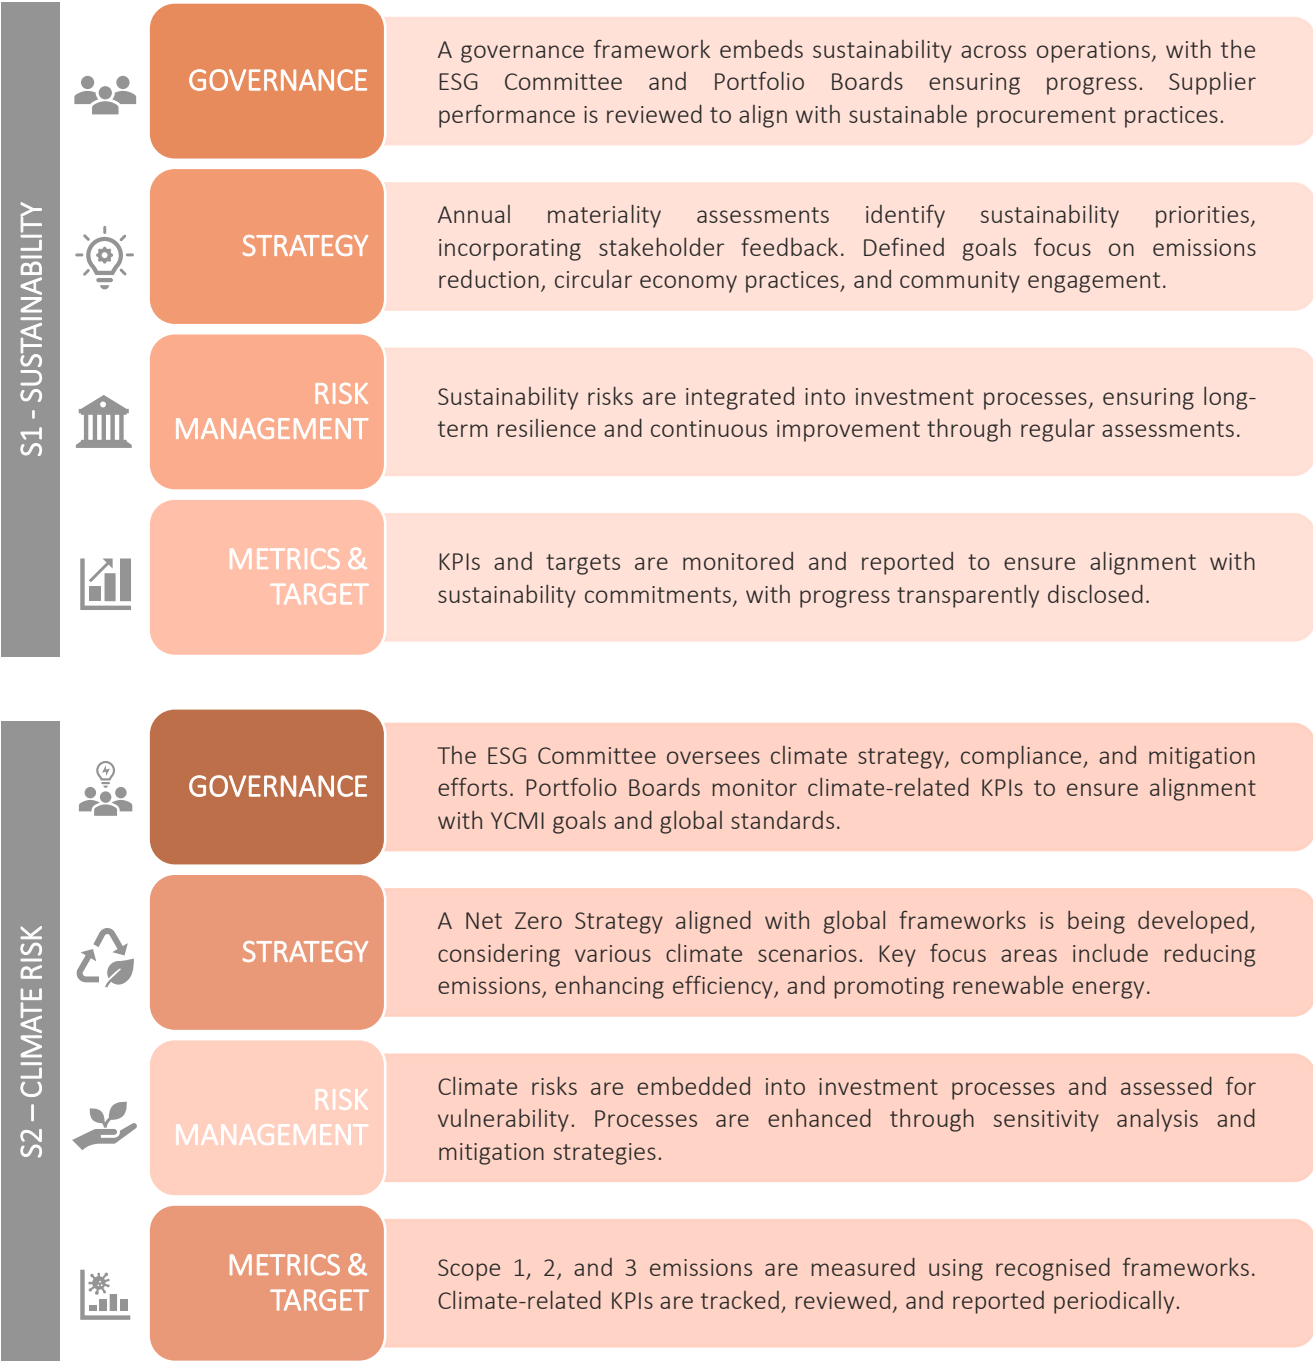 S1 - SUSTAINABILITY
GOVERNANCE
A governance framework embeds sustainability across operations, with the
ESG Committee and Portfolio Boards ensuring progress. Supplier
performance is reviewed to align with sustainable procurement practices.
STRATEGY
Annual materiality assessments identify sustainability priorities,
incorporating stakeholder feedback. Defined goals focus on emissions
reduction, circular economy practices, and community engagement.
RISK
MANAGEMENT
Sustainability risks are integrated into investment processes, ensuring long-
term resilience and continuous improvement through regular assessments.
METRICS &
TARGET
KPIs and targets are monitored and reported to ensure alignment with
sustainability commitments, with progress transparently disclosed.
S2 – CLIMATE RISK
GOVERNANCE
The ESG Committee oversees climate strategy, compliance, and mitigation
efforts. Portfolio Boards monitor climate-related KPIs to ensure alignment
with YCMI goals and global standards.
STRATEGY
A Net Zero Strategy aligned with global frameworks is being developed,
considering various climate scenarios. Key focus areas include reducing
emissions, enhancing efficiency, and promoting renewable energy.
RISK
MANAGEMENT
Climate risks are embedded into investment processes and assessed for
vulnerability. Processes are enhanced through sensitivity analysis and
mitigation strategies.
METRICS &
TARGET
Scope 1, 2, and 3 emissions are measured using recognised frameworks.
Climate-related KPIs are tracked, reviewed, and reported periodically.